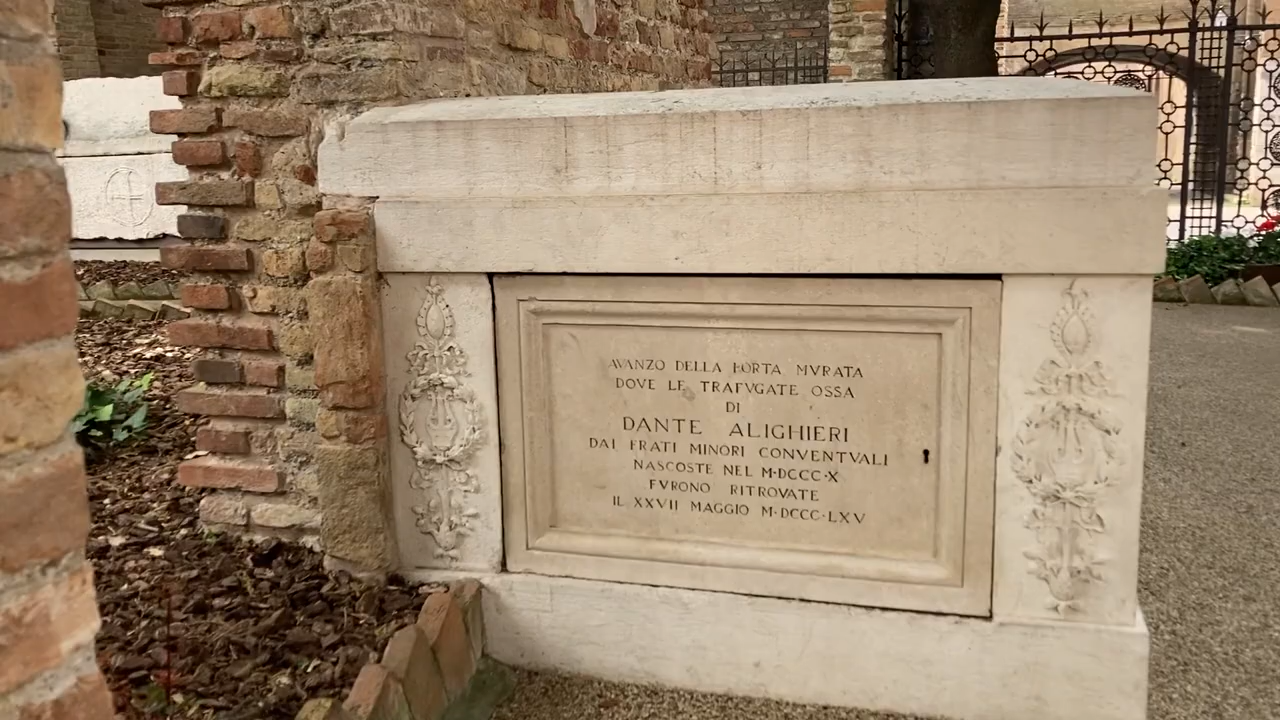 AVANZO DELLA PORTA MVRATA
DOVE LE TRAFVGATE OSSA
DI
DANTE ALIGHIERI
DAI FRATI MINORI CONVENTVALI
NASCOSTE NEL M·DCCC·X
FVRONO RITROVATE
IL XXVII MAGGIO M·DCCC·LXV